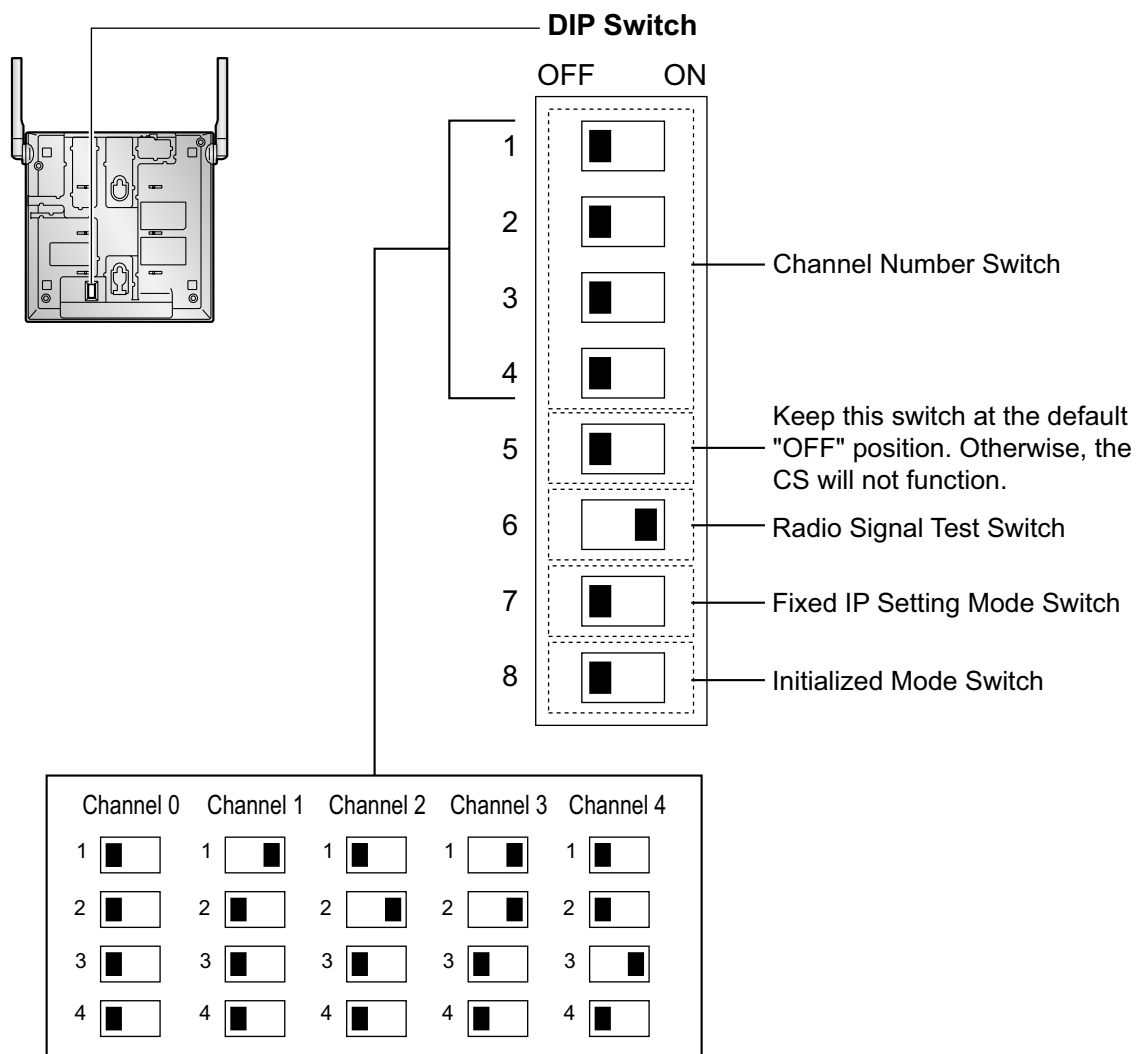 DIP Switch
OFF ON
1
2
3
4
Channel Number Switch
5
Keep this switch at the default
"OFF" position. Otherwise, the
CS will not function.
6
Radio Signal Test Switch
7
Fixed IP Setting Mode Switch
8
Initialized Mode Switch
Channel 0 Channel 1 Channel 2 Channel 3 Channel 4
1 1 1 1 1
2 2 2 2 2
3 3 3 3 3
4 4 4 4 4